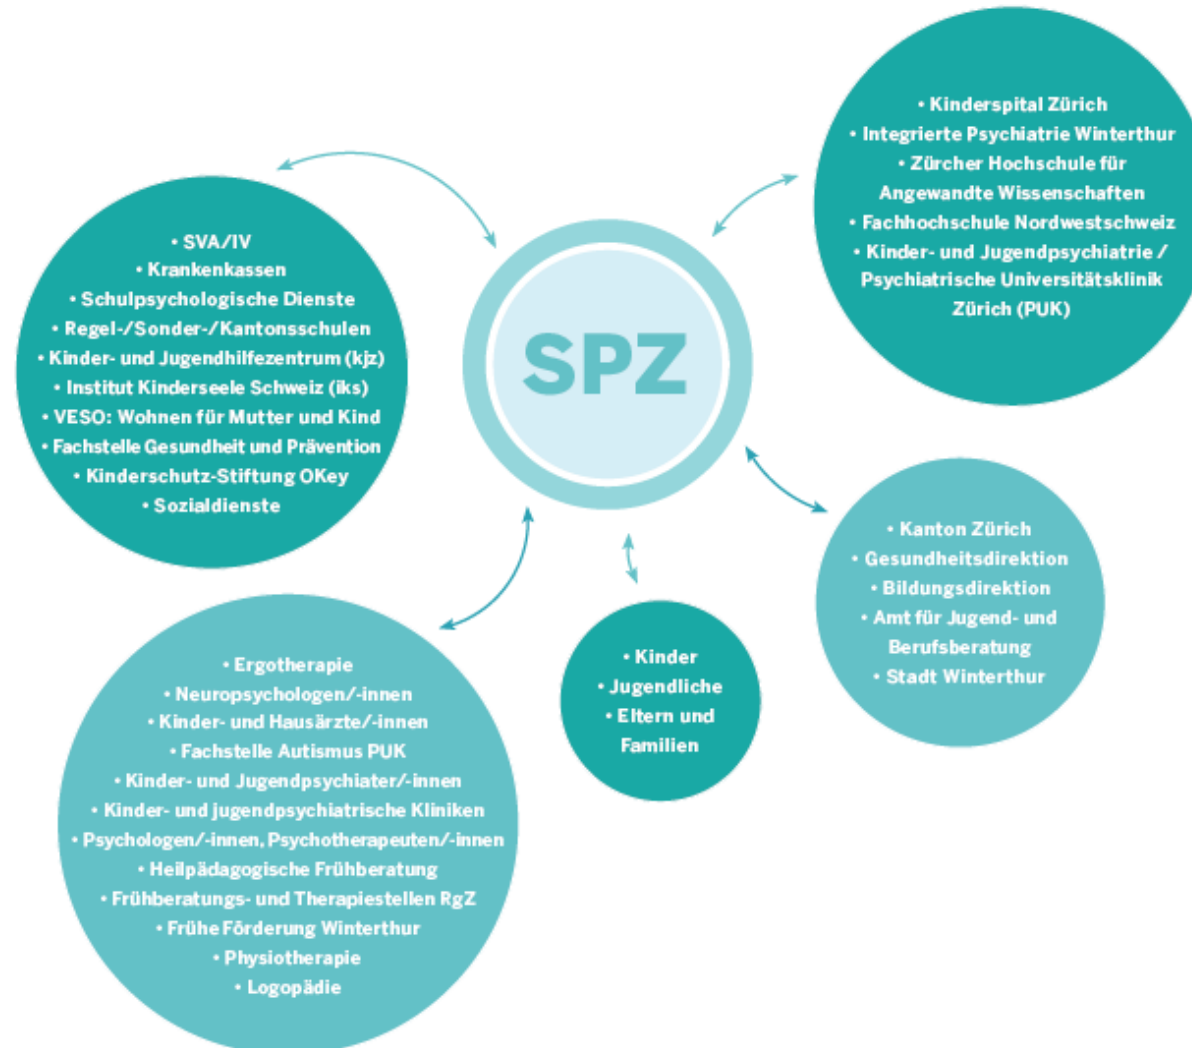 • Kinderspital Zürich
• Integrierte Psychiatrie Winterthur
• Zürcher Hochschule für
Angewandte Wissenschaften
• Fachhochschule Nordwestschweiz
• Kinder- und Jugendpsychiatrie /
Psychiatrische Universitätsklinik
Zürich (PUK)
• SVA/IV
• Krankenkassen
• Schulpsychologische Dienste
• Regel-/Sonder-/Kantonsschulen
• Kinder- und Jugendhilfezentrum (kjz)
• Institut Kinderseele Schweiz (iks)
• VESO: Wohnen für Mutter und Kind
• Fachstelle Gesundheit und Prävention
• Kinderschutz-Stiftung OKey
• Sozialdienste
SPZ
• Kanton Zürich
• Gesundheitsdirektion
• Bildungsdirektion
• Amt für Jugend- und
Berufsberatung
• Stadt Winterthur
• Kinder
• Jugendliche
• Eltern und
Familien
• Ergotherapie
• Neuropsychologen/-innen
• Kinder- und Hausärzte/-innen
• Fachstelle Autismus PUK
• Kinder- und Jugendpsychiater/-innen
• Kinder- und jugendpsychiatrische Kliniken
• Psychologen/-innen, Psychotherapeuten/-innen
• Heilpädagogische Frühberatung
• Frühberatungs- und Therapiestellen RgZ
• Frühe Förderung Winterthur
• Physiotherapie
• Logopädie